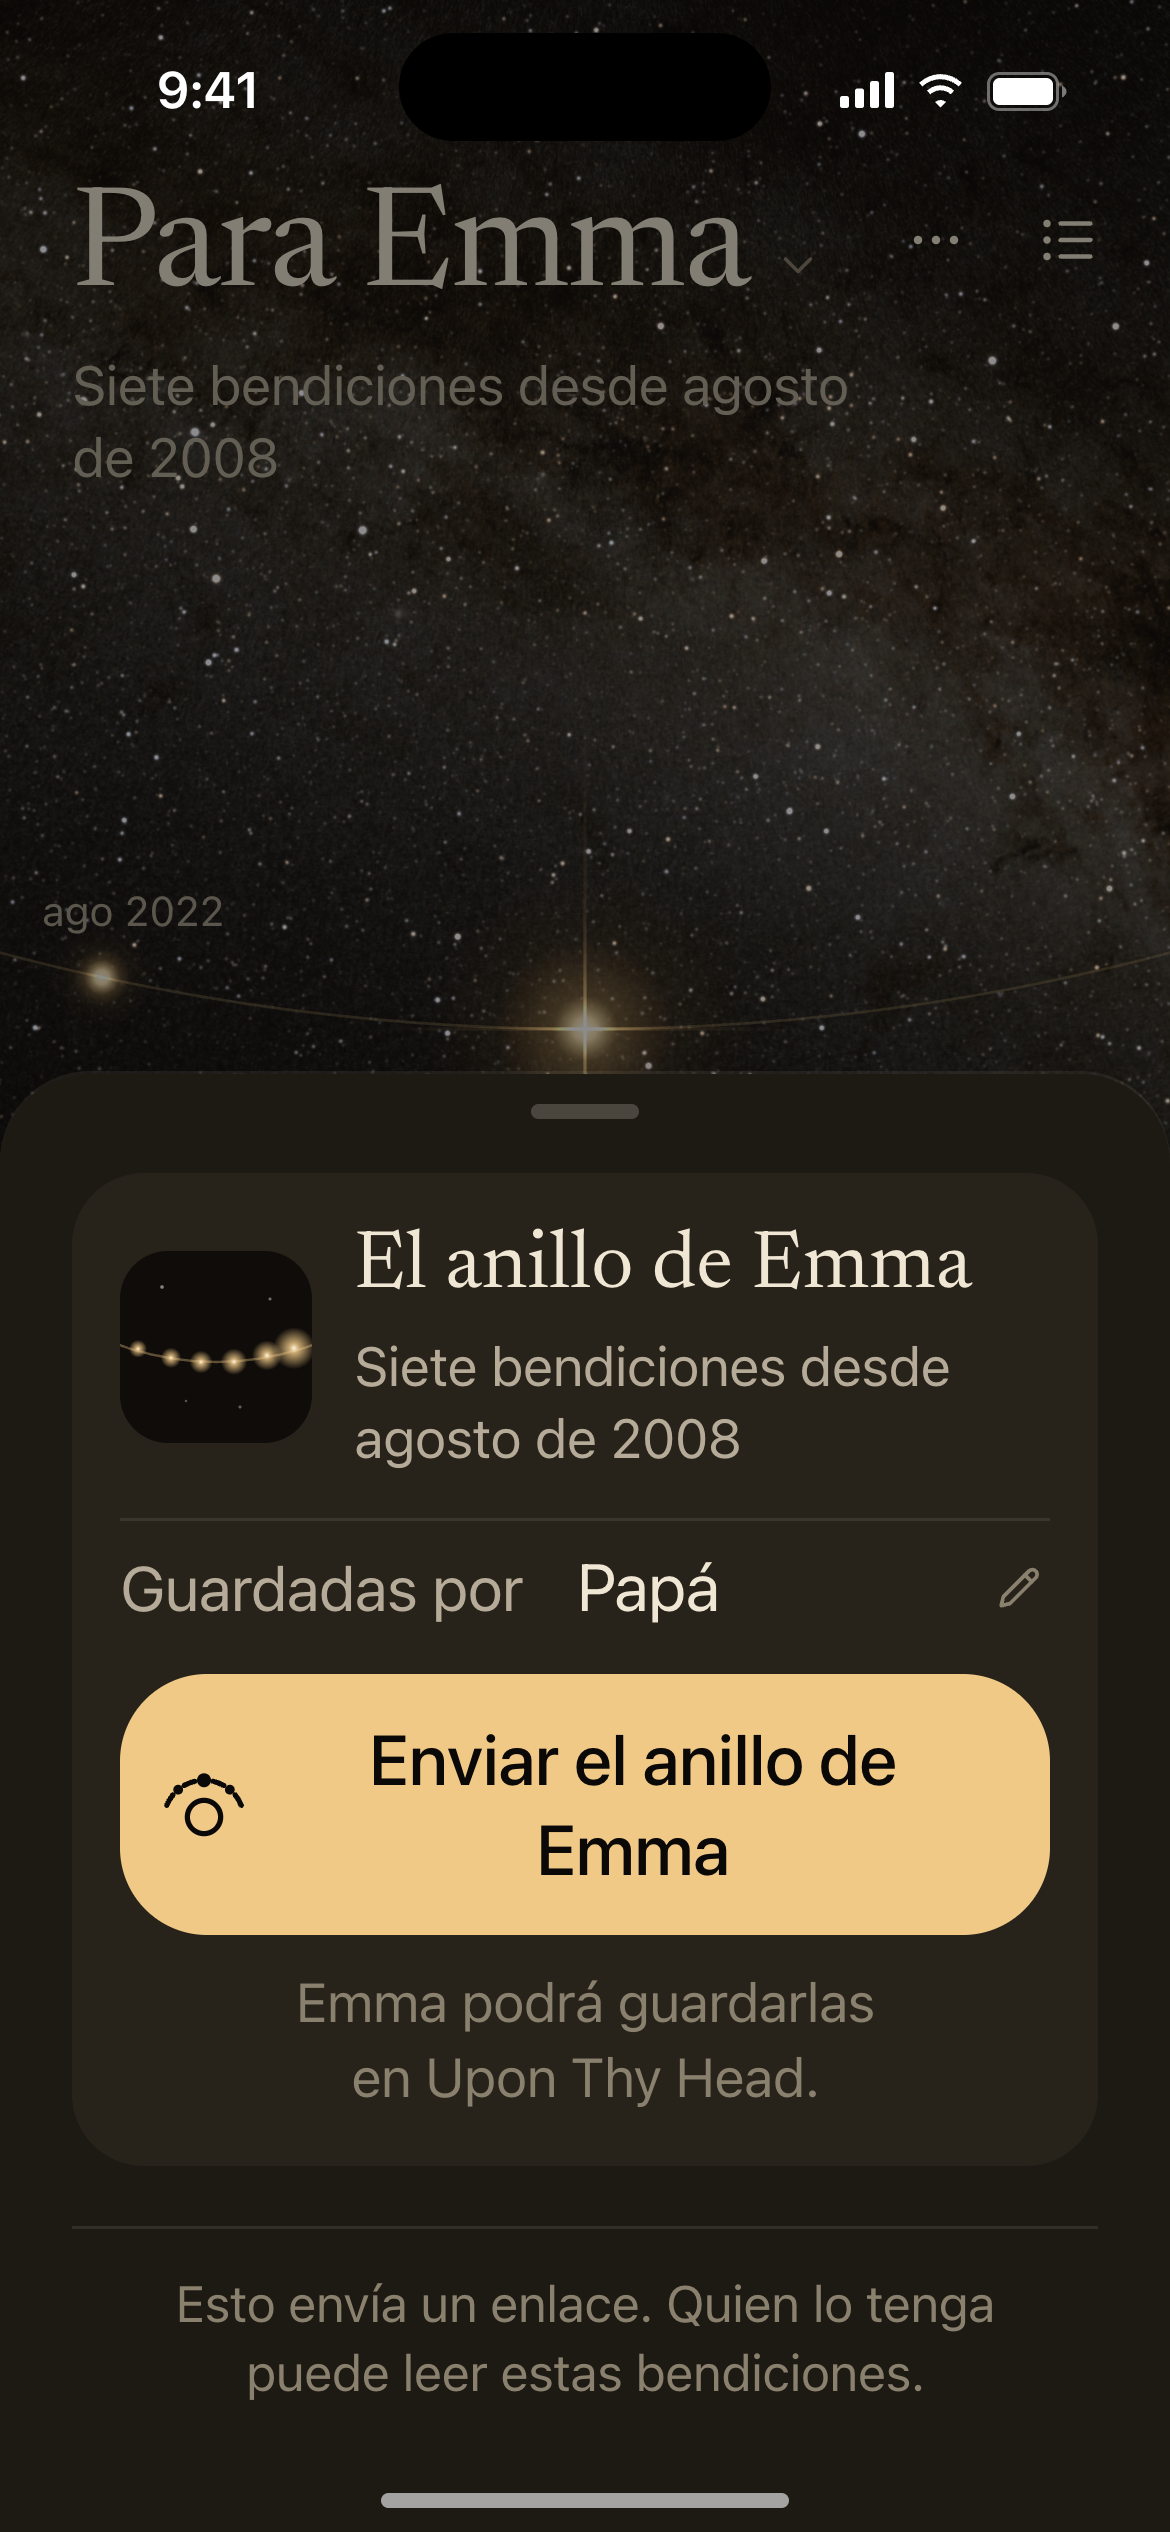 9:41
Para Emma
Siete bendiciones desde agosto
de 2008
ago 2022
El anillo de Emma
Siete bendiciones desde
agosto de 2008
Guardadas por Papá
Enviar el anillo de
Emma
Emma podrá guardarlas
en Upon Thy Head.
Esto envía un enlace. Quien lo tenga
puede leer estas bendiciones.